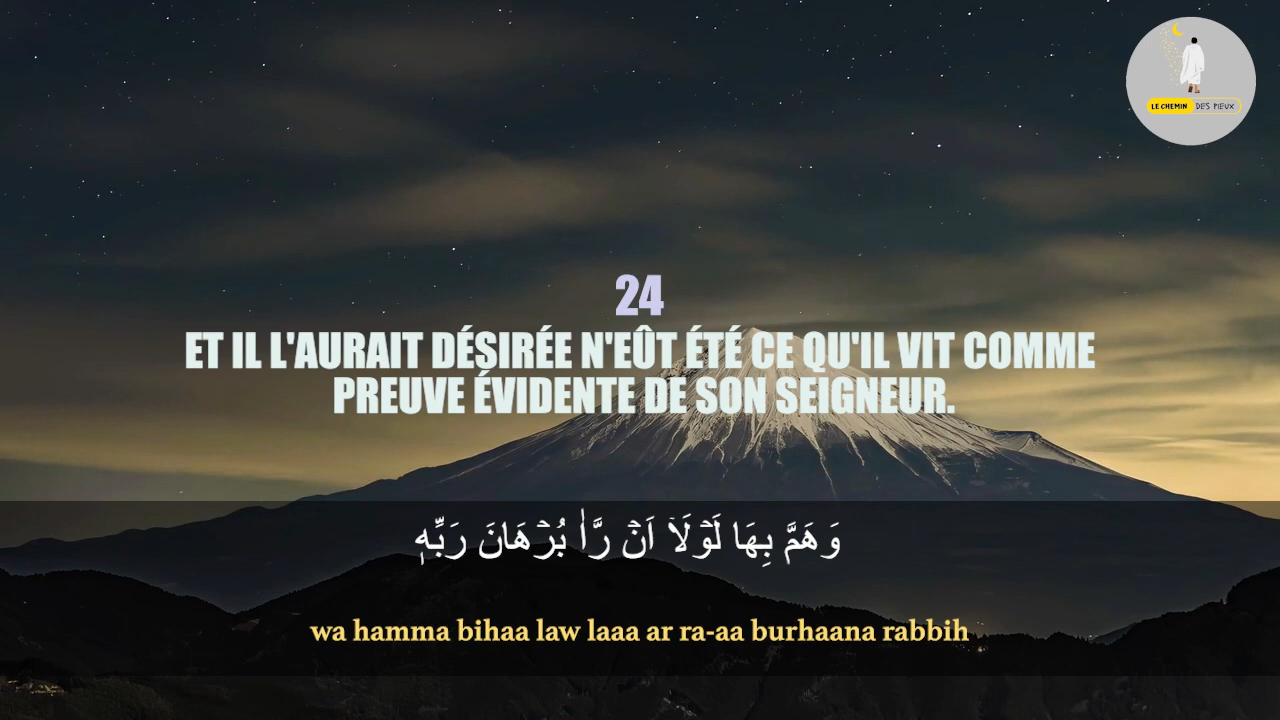 LE CHEMIN DES PIEUX
24
ET IL L'AURAIT DÉSIRÉE N'EÛT ÉTÉ CE QU'IL VIT COMME
PREUVE ÉVIDENTE DE SON SEIGNEUR.
وَهَمَّ بِهَا لَوْلَاۤ اَنْ رَّاٰ بُرْهَانَ رَبِّهٖ
wa hamma bihaa law laaa ar ra-aa burhaana rabbih